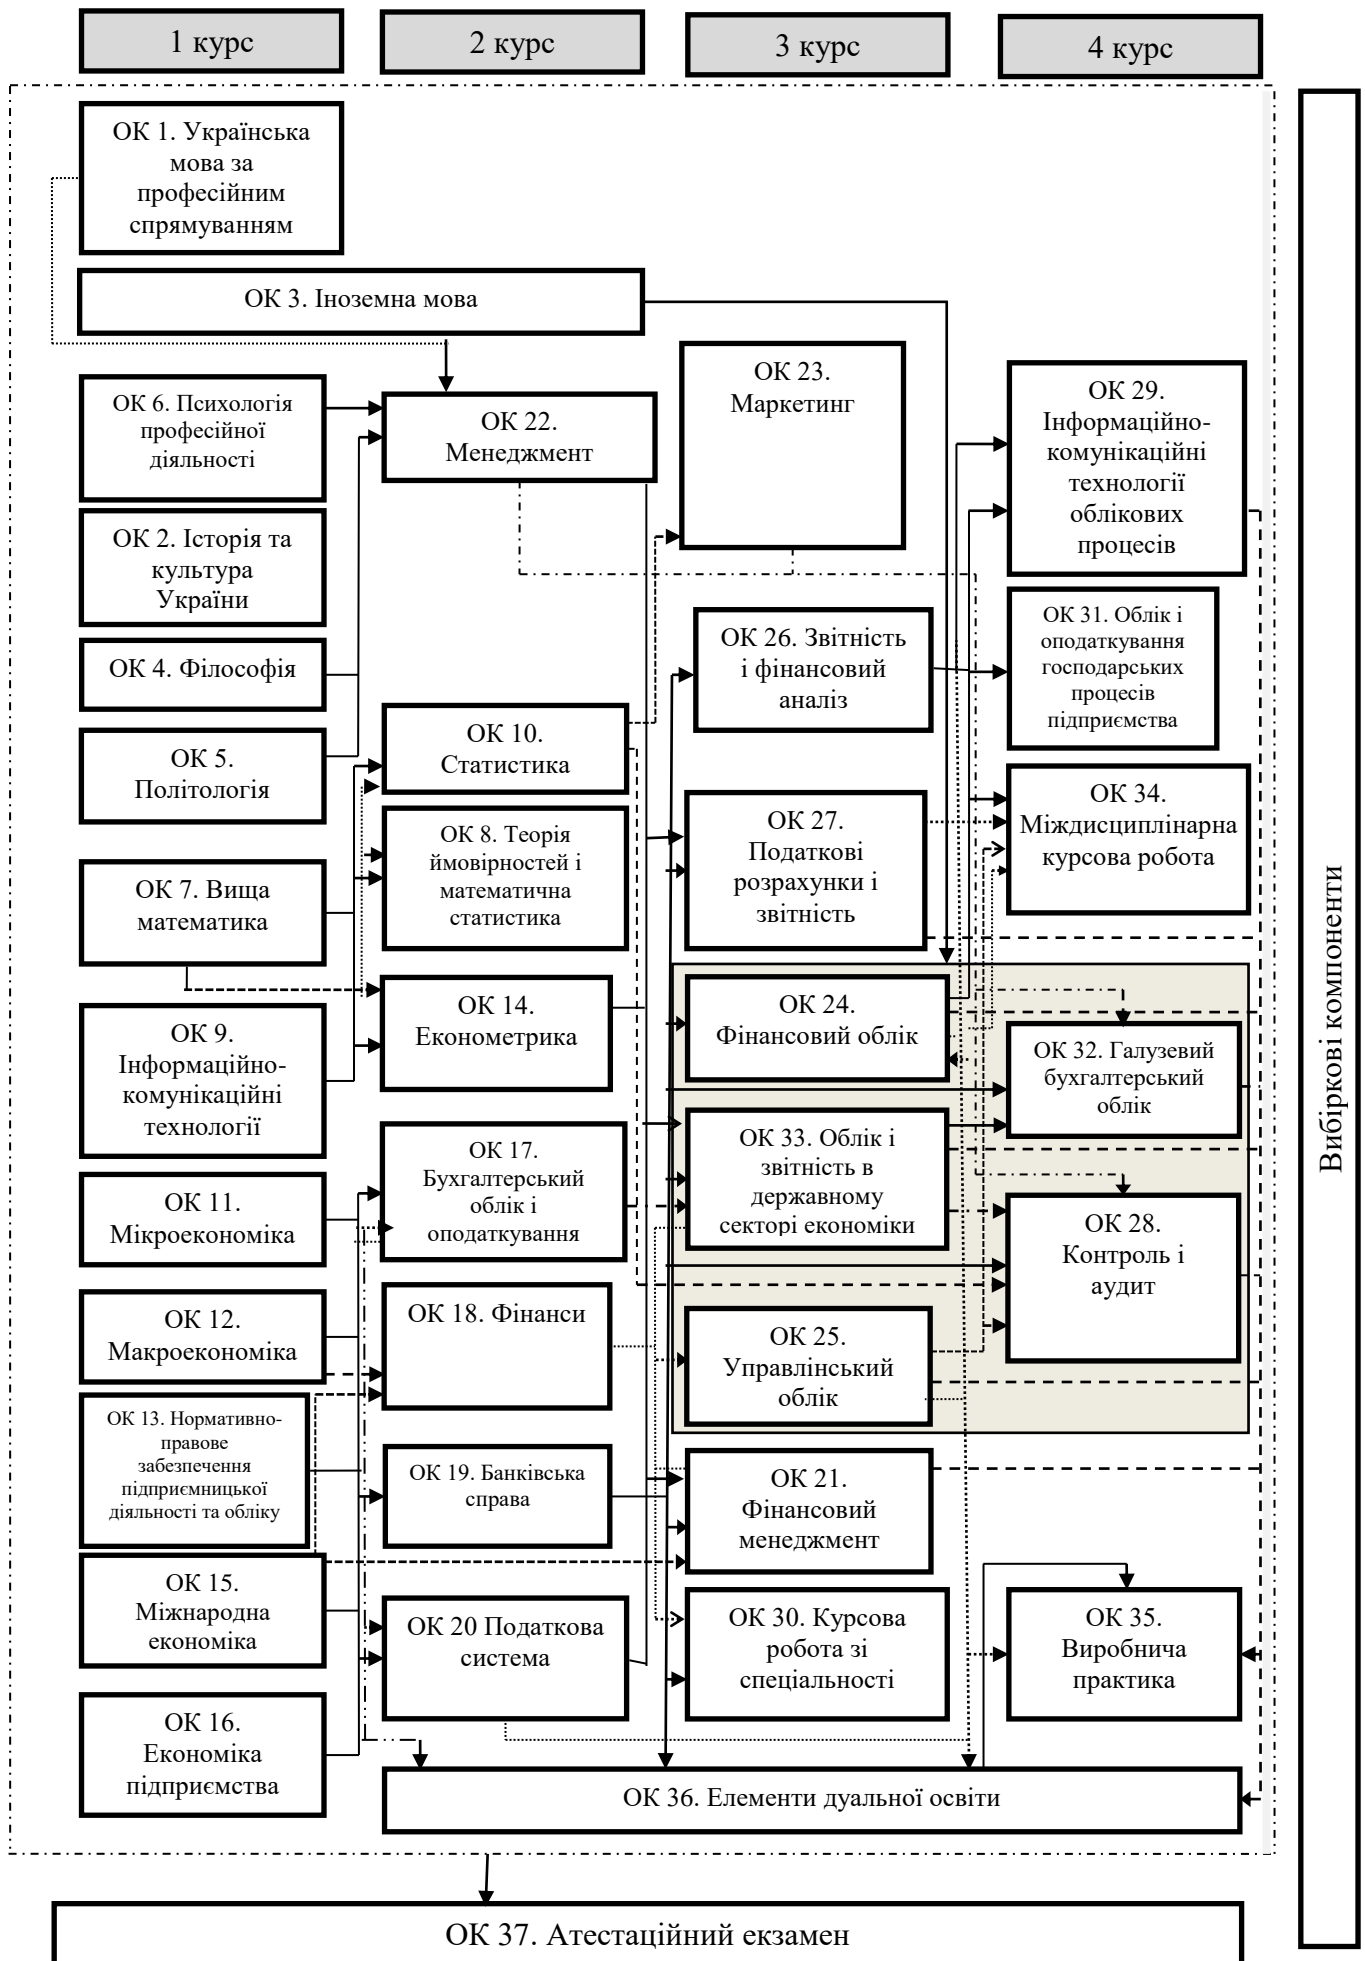 1 курс
2 курс
3 курс
4 курс
ОК 1. Українська
мова за
професійним
спрямуванням
ОК 3. Іноземна мова
ОК 6. Психологія
професійної
діяльності
ОК 2. Історія та
культура
України
ОК 4. Філософія
ОК 5.
Політологія
ОК 7. Вища
математика
ОК 9.
Інформаційно-
комунікаційні
технології
ОК 11.
Мікроекономіка
ОК 12.
Макроекономіка
ОК 13. Нормативно-
правове
забезпечення
підприємницької
діяльності та обліку
ОК 15.
Міжнародна
економіка
ОК 16.
Економіка
підприємства
ОК 22.
Менеджмент
ОК 10.
Статистика
ОК 8. Теорія
ймовірностей і
математична
статистика
ОК 14.
Економетрика
ОК 17.
Бухгалтерський
облік і
оподаткування
ОК 18. Фінанси
ОК 19. Банківська
справа
ОК 20 Податкова
система
ОК 23.
Маркетинг
ОК 26. Звітність
і фінансовий
аналіз
ОК 27.
Податкові
розрахунки і
звітність
ОК 24.
Фінансовий облік
ОК 33. Облік і
звітність в
державному
секторі економіки
ОК 25.
Управлінський
облік
ОК 21.
Фінансовий
менеджмент
ОК 30. Курсова
робота зі
спеціальності
ОК 29.
Інформаційно-
комунікаційні
технології
облікових
процесів
ОК 31. Облік і
оподаткування
господарських
процесів
підприємства
ОК 34.
Міждисциплінарна
курсова робота
ОК 32. Галузевий
бухгалтерський
облік
ОК 28.
Контроль і
аудит
ОК 35.
Виробнича
практика
ОК 36. Елементи дуальної освіти
ОК 37. Атестаційний екзамен
Вибіркові компоненти